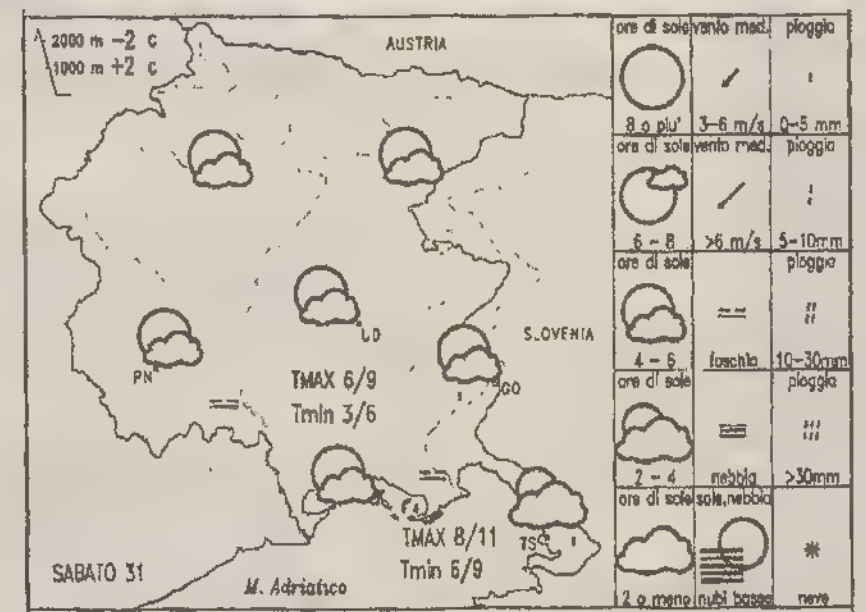 2000 m -2 c
1000 m +2 c
AUSTRIA
UD
SLOVENIA
PN
TMAX 6/9
Tmin 3/6
GO
TMAX 8/11
Tmin 6/9
TS
SABATO 31
M. Adriatico
ore di sole vento med. pioggia
8 o piu' 3-6 m/s 0-5 mm
ore di sole vento med. pioggia
6 - 8 >6 m/s 5-10mm
ore di sole pioggia
4 - 6 foschia 10-30mm
ore di sole pioggia
2 - 4 nebbia >30mm
ore di sole sole,nebbia
2 o meno nubi basse neve